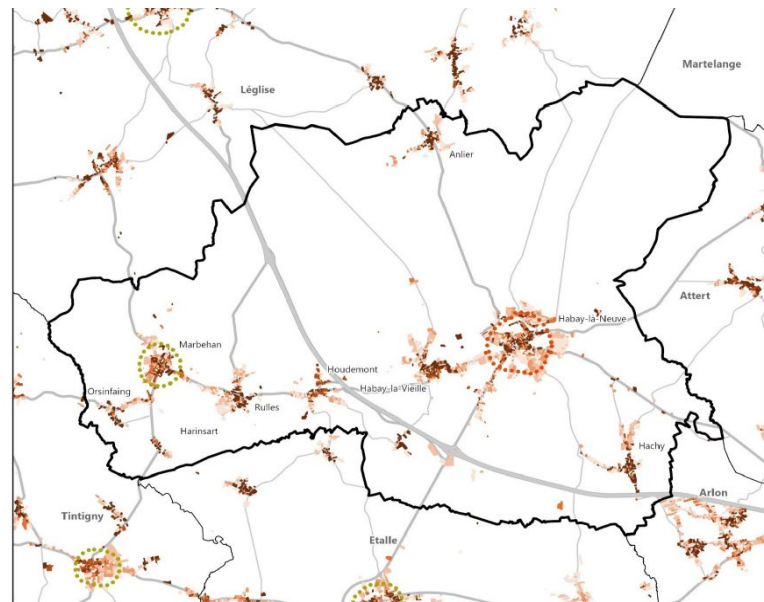 Martelange
Léglise
Anlier
Attert
Habay-la-Neuve
Marbehan
Houdemont
Habay-la-Vieille
Orsinfaing
Rulles
Harinsart
Hachy
Arlon
Tintigny
Etalle